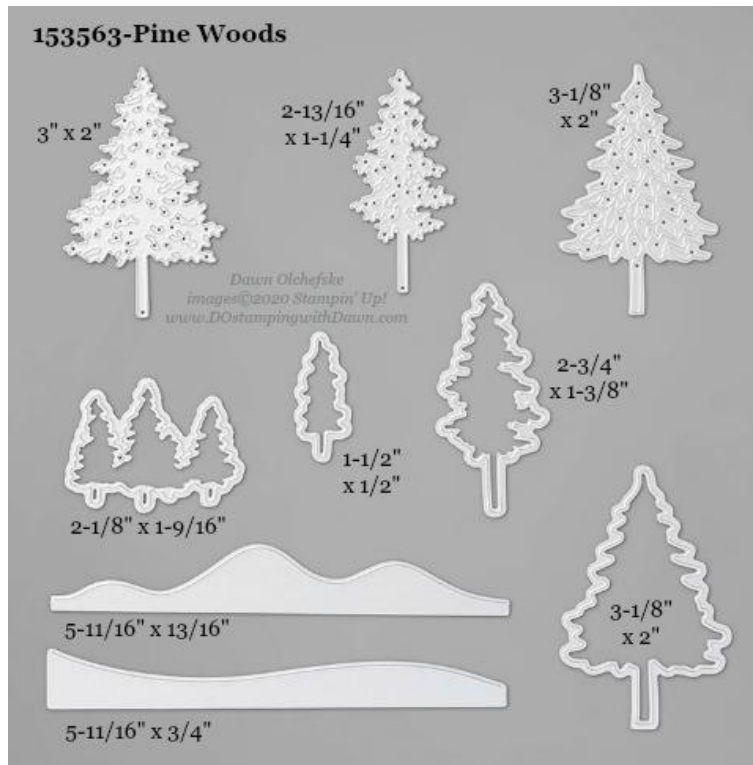 153563-Pine Woods
3" x 2"
2-13/16"
x 1-1/4"
3-1/8"
x 2"
Dawn Olchefske
images©2020 Stampin' Up!
www.DOstampingwithDawn.com
2-3/4"
x 1-3/8"
1-1/2"
x 1/2"
2-1/8" x 1-9/16"
3-1/8"
x 2"
5-11/16" x 13/16"
5-11/16" x 3/4"